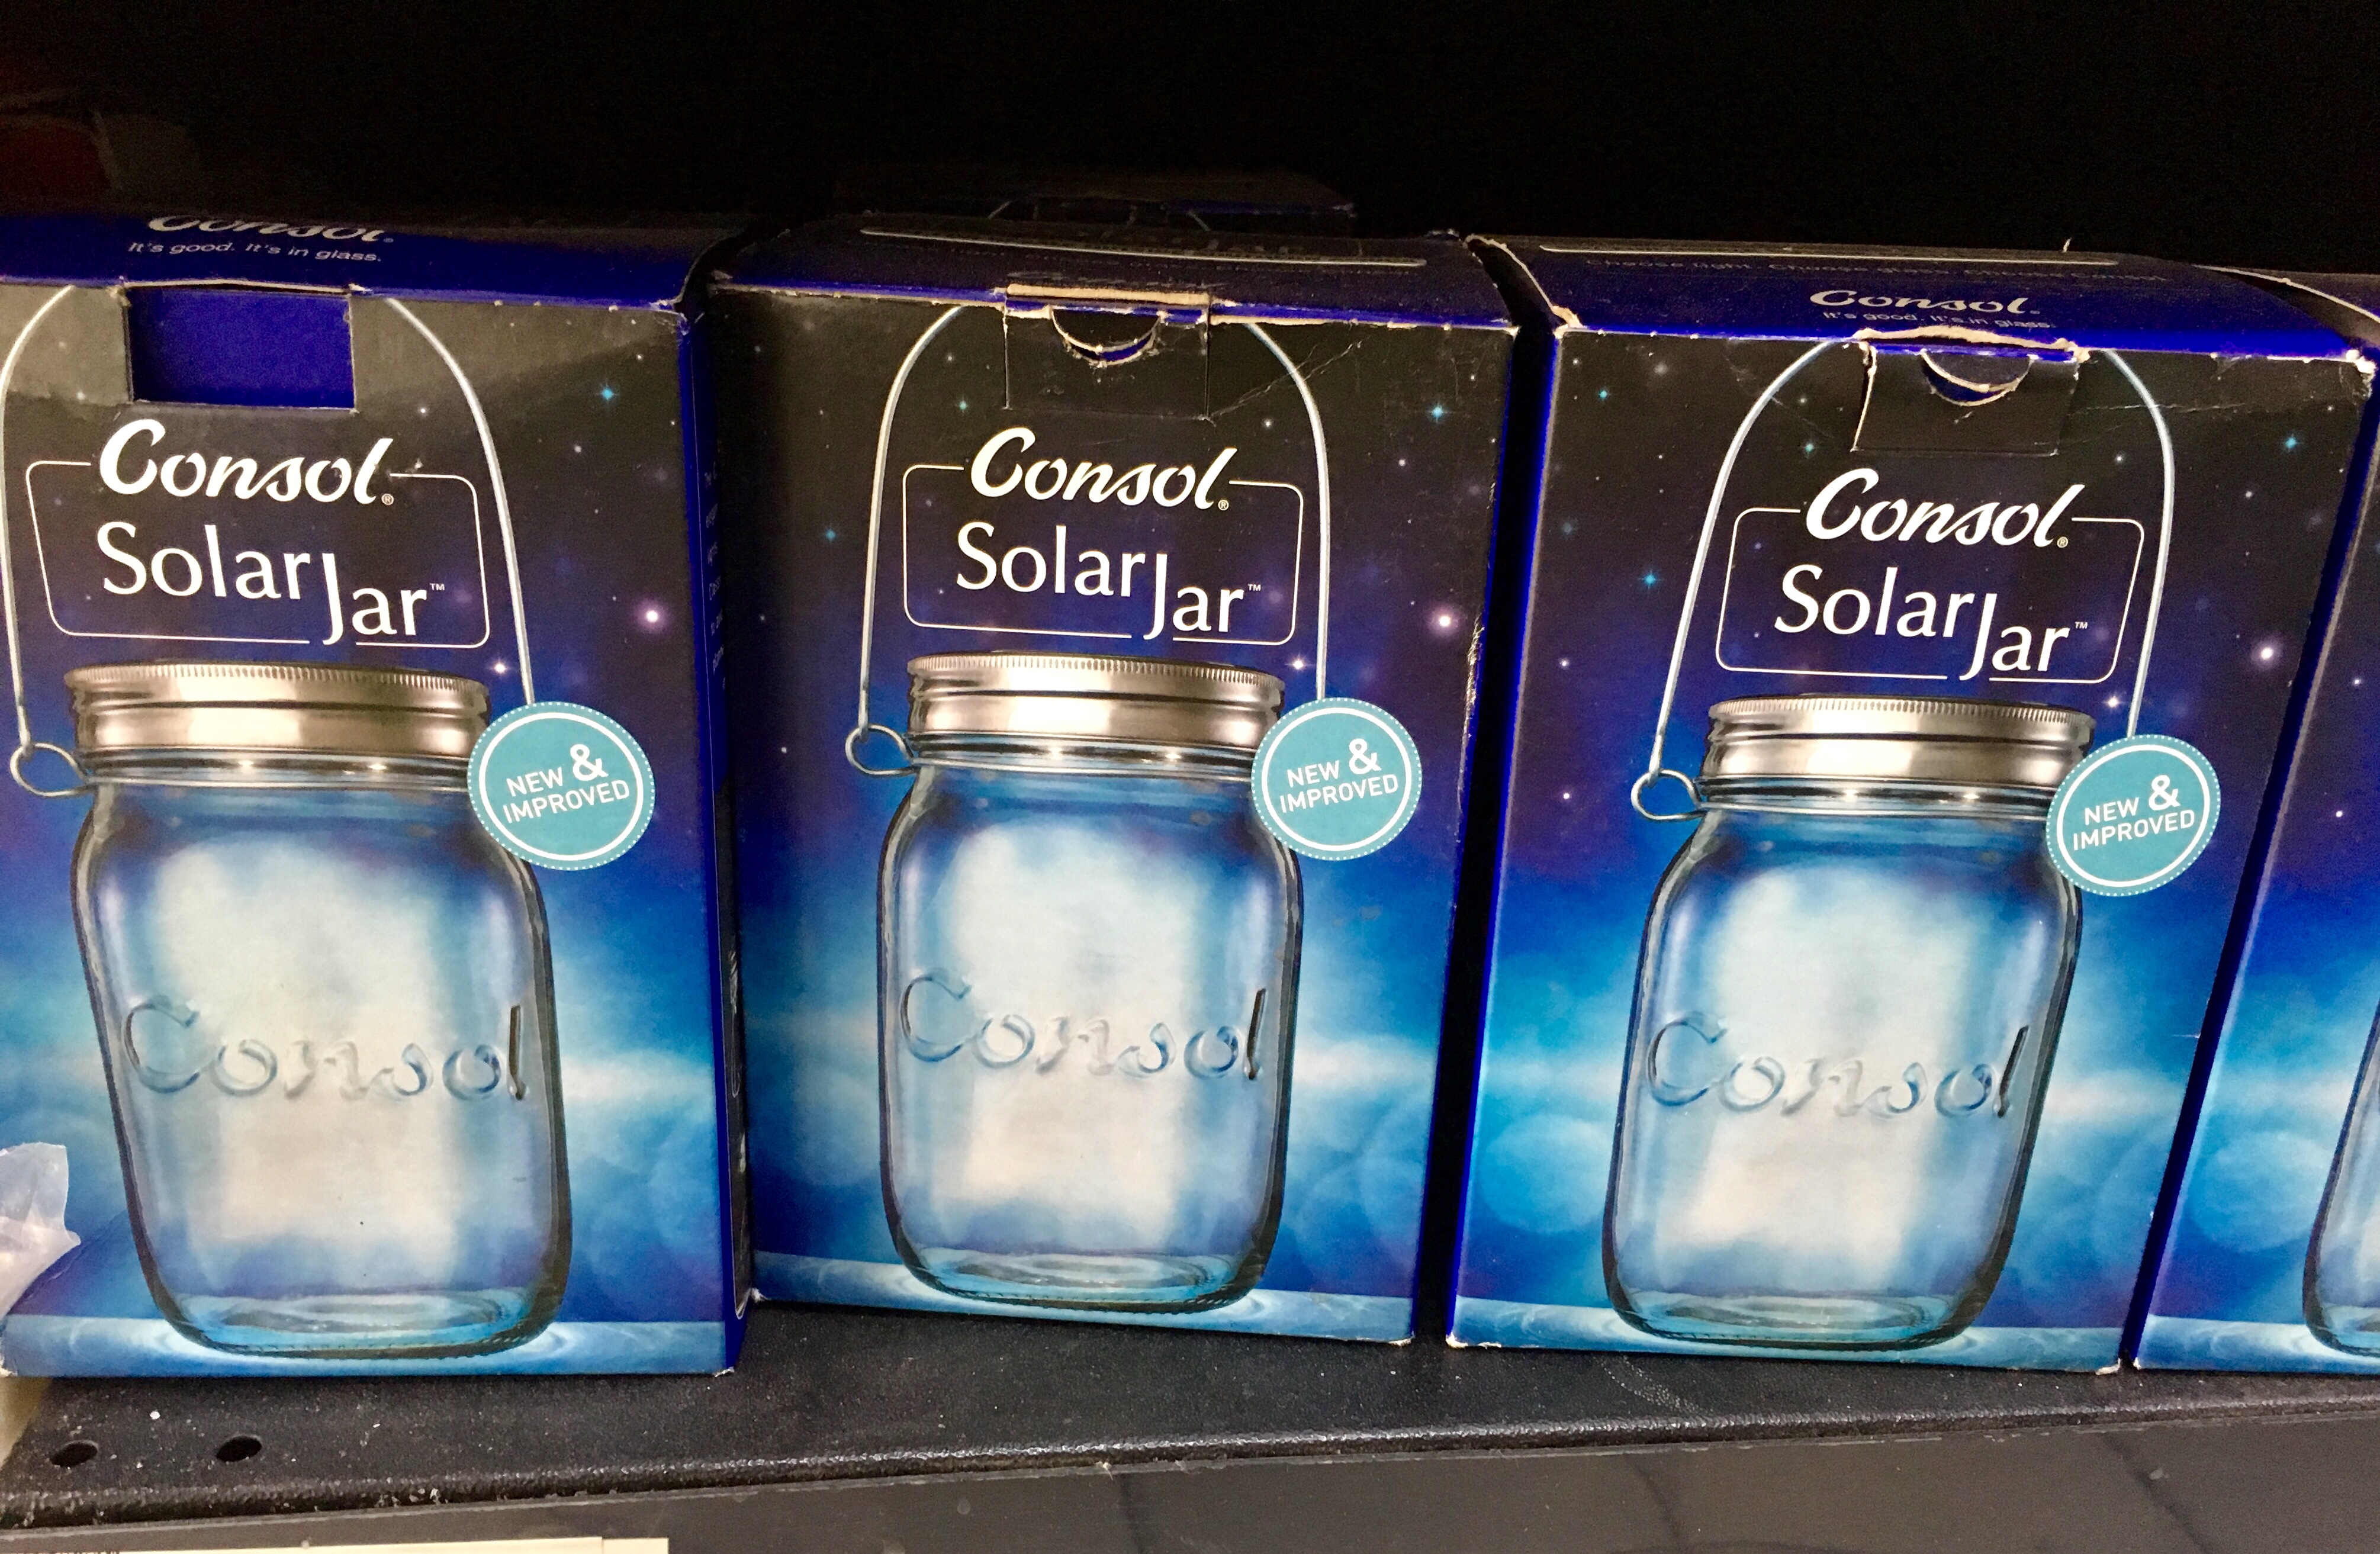 Consol®
It's good. It's in glass.
Consol®
Solar Jar™
NEW &
IMPROVED
Consol
Consol®
Solar Jar™
NEW &
IMPROVED
Consol
Consol®
It's good. It's in glass.
Consol®
Solar Jar™
NEW &
IMPROVED
Consol